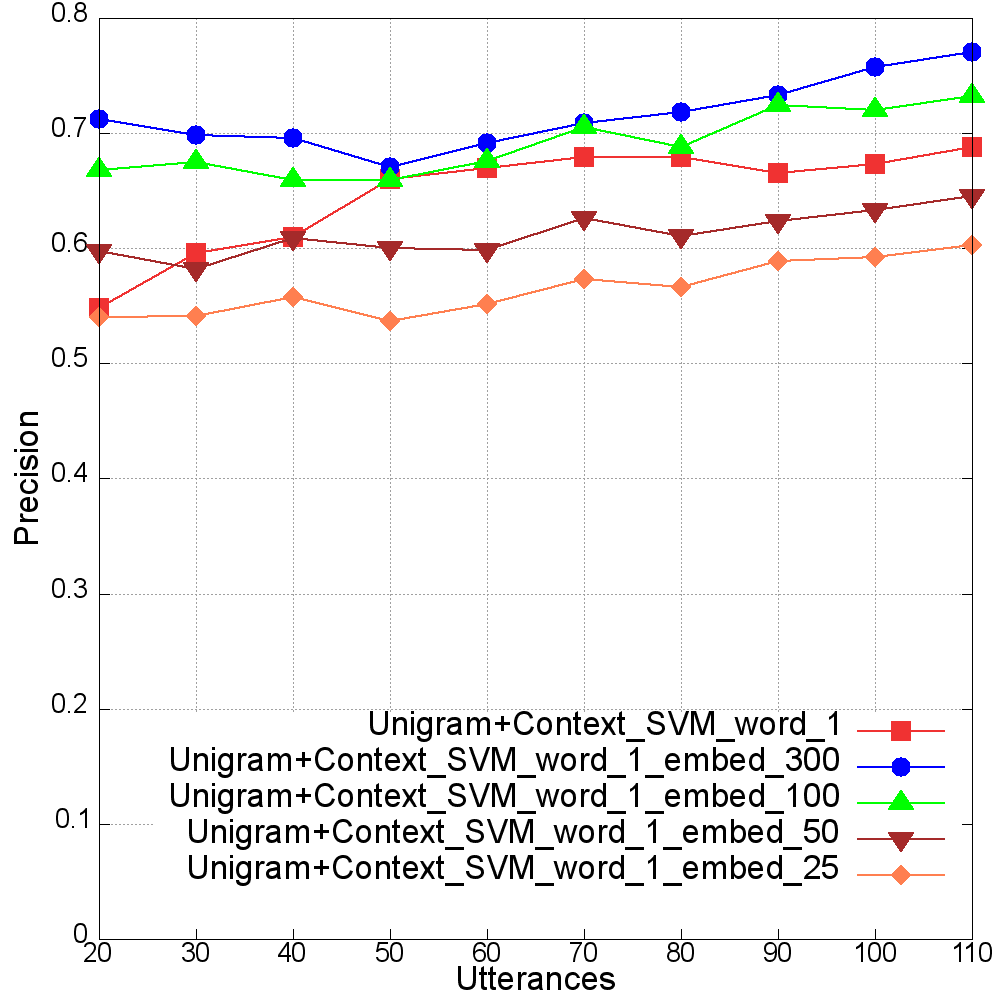 0.8
0.7
0.6
0.5
0.4
0.3
0.2
0.1
0
Precision
Unigram+Context_SVM_word_1
Unigram+Context_SVM_word_1_embed_300
Unigram+Context_SVM_word_1_embed_100
Unigram+Context_SVM_word_1_embed_50
Unigram+Context_SVM_word_1_embed_25
20 30 40 50 60 70 80 90 100 110
Utterances